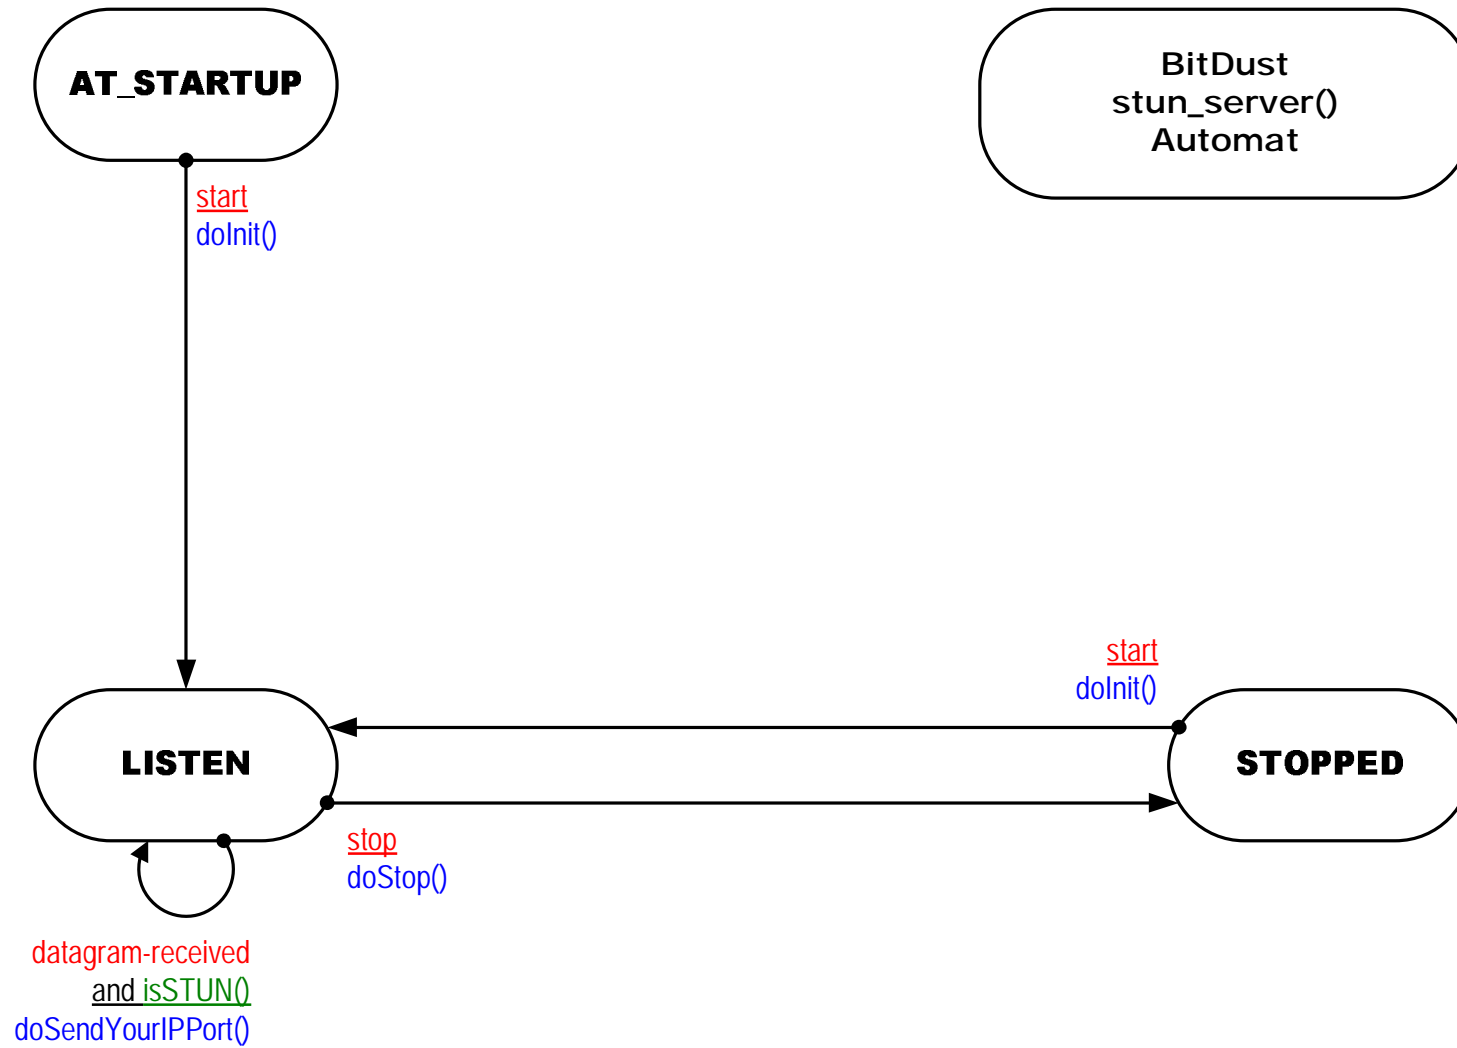 AT_STARTUP
BitDust
stun_server()
Automat
start
doInit()
start
doInit()
LISTEN
STOPPED
stop
doStop()
datagram-received
and isSTUN()
doSendYourIPPort()